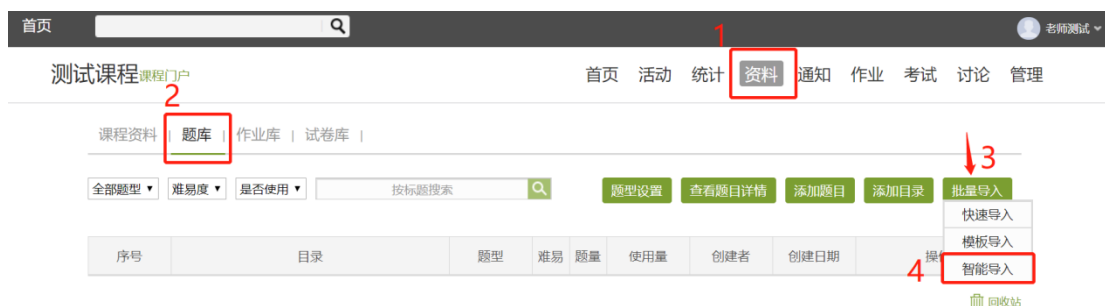 首页 老师测试
1
测试课程 课程门户 首页 活动 统计 资料 通知 作业 考试 讨论 管理
2
课程资料 | 题库 | 作业库 | 试卷库 |
3
全部题型 难易度 是否使用 按标题搜索 题型设置 查看题目详情 添加题目 添加目录 批量导入
快速导入
模板导入
序号 目录 题型 难易 题量 使用量 创建者 创建日期
4 智能导入
回收站